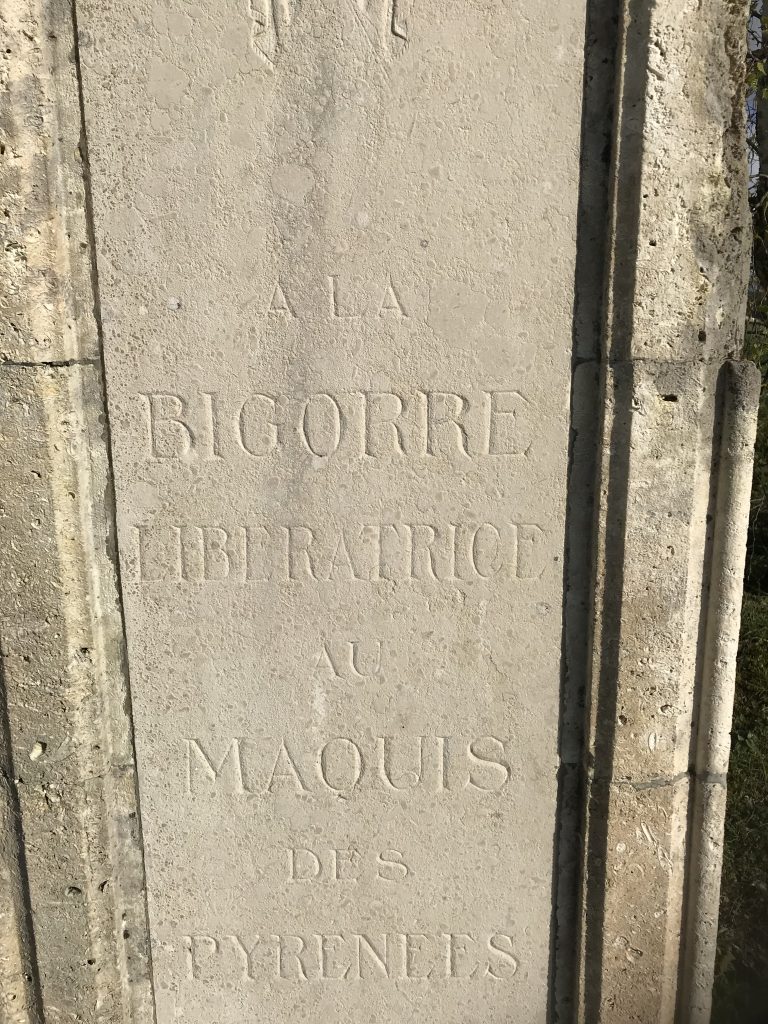 A LA
BIGORRE
LIBERATRICE
AU
MAQUIS
DES
PYRENEES